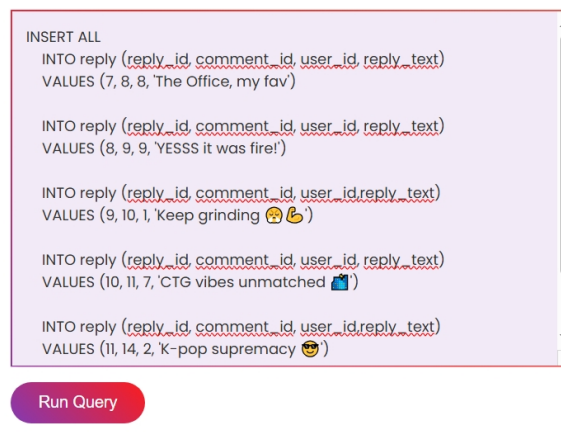 INSERT ALL
INTO reply (reply_id, comment_id, user_id, reply_text)
VALUES (7, 8, 8, 'The Office, my fav')
INTO reply (reply_id, comment_id, user_id, reply_text)
VALUES (8, 9, 9, 'YESSS it was fire!')
INTO reply (reply_id, comment_id, user_id,reply_text)
VALUES (9, 10, 1, 'Keep grinding 😤💪')
INTO reply (reply_id, comment_id, user_id, reply_text)
VALUES (10, 11, 7, 'CTG vibes unmatched 🌊')
INTO reply (reply_id, comment_id, user_id,reply_text)
VALUES (11, 14, 2, 'K-pop supremacy 😎')
Run Query